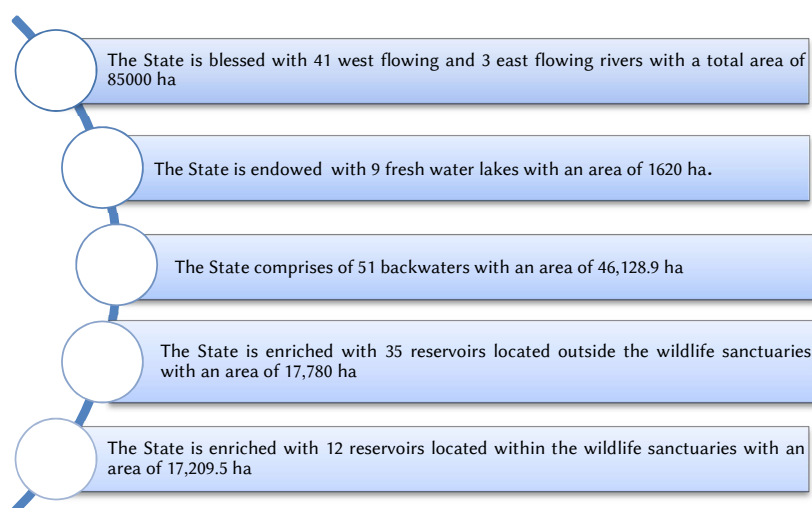 The State is blessed with 41 west flowing and 3 east flowing rivers with a total area of
85000 ha
The State is endowed with 9 fresh water lakes with an area of 1620 ha.
The State comprises of 51 backwaters with an area of 46,128.9 ha
The State is enriched with 35 reservoirs located outside the wildlife sanctuaries
with an area of 17,780 ha
The State is enriched with 12 reservoirs located within the wildlife sanctuaries with an
area of 17,209.5 ha